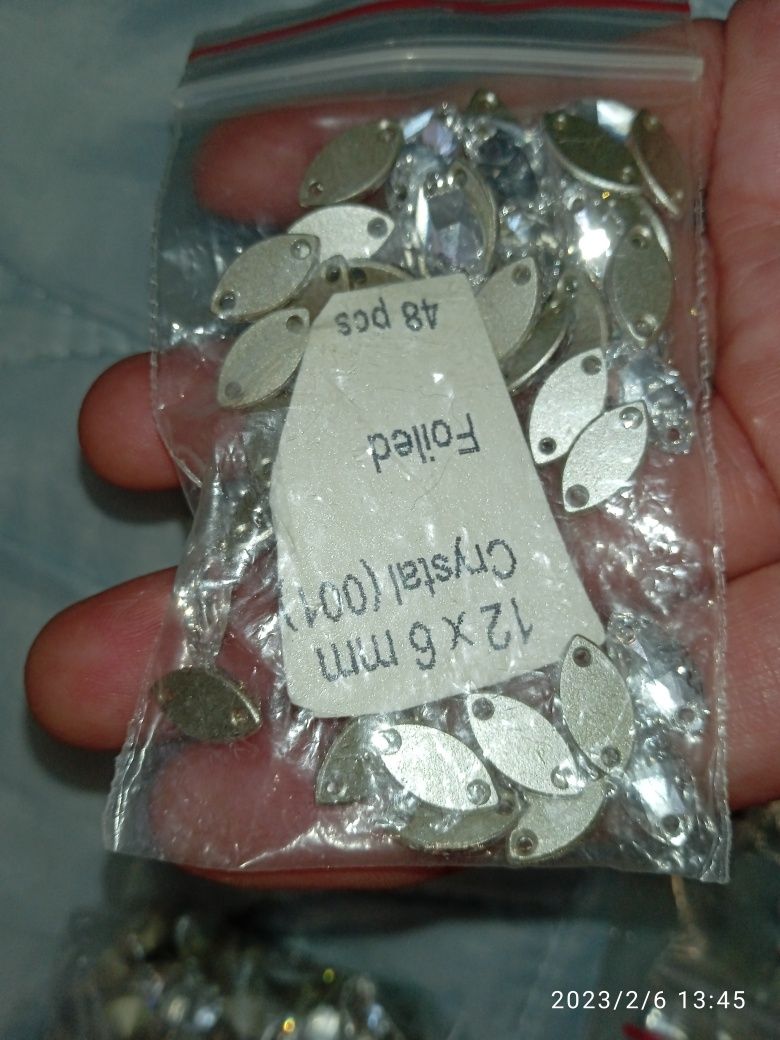 12 x 6 mm
Crystal (001)
Foiled
48 pcs
2023/2/6 13:45